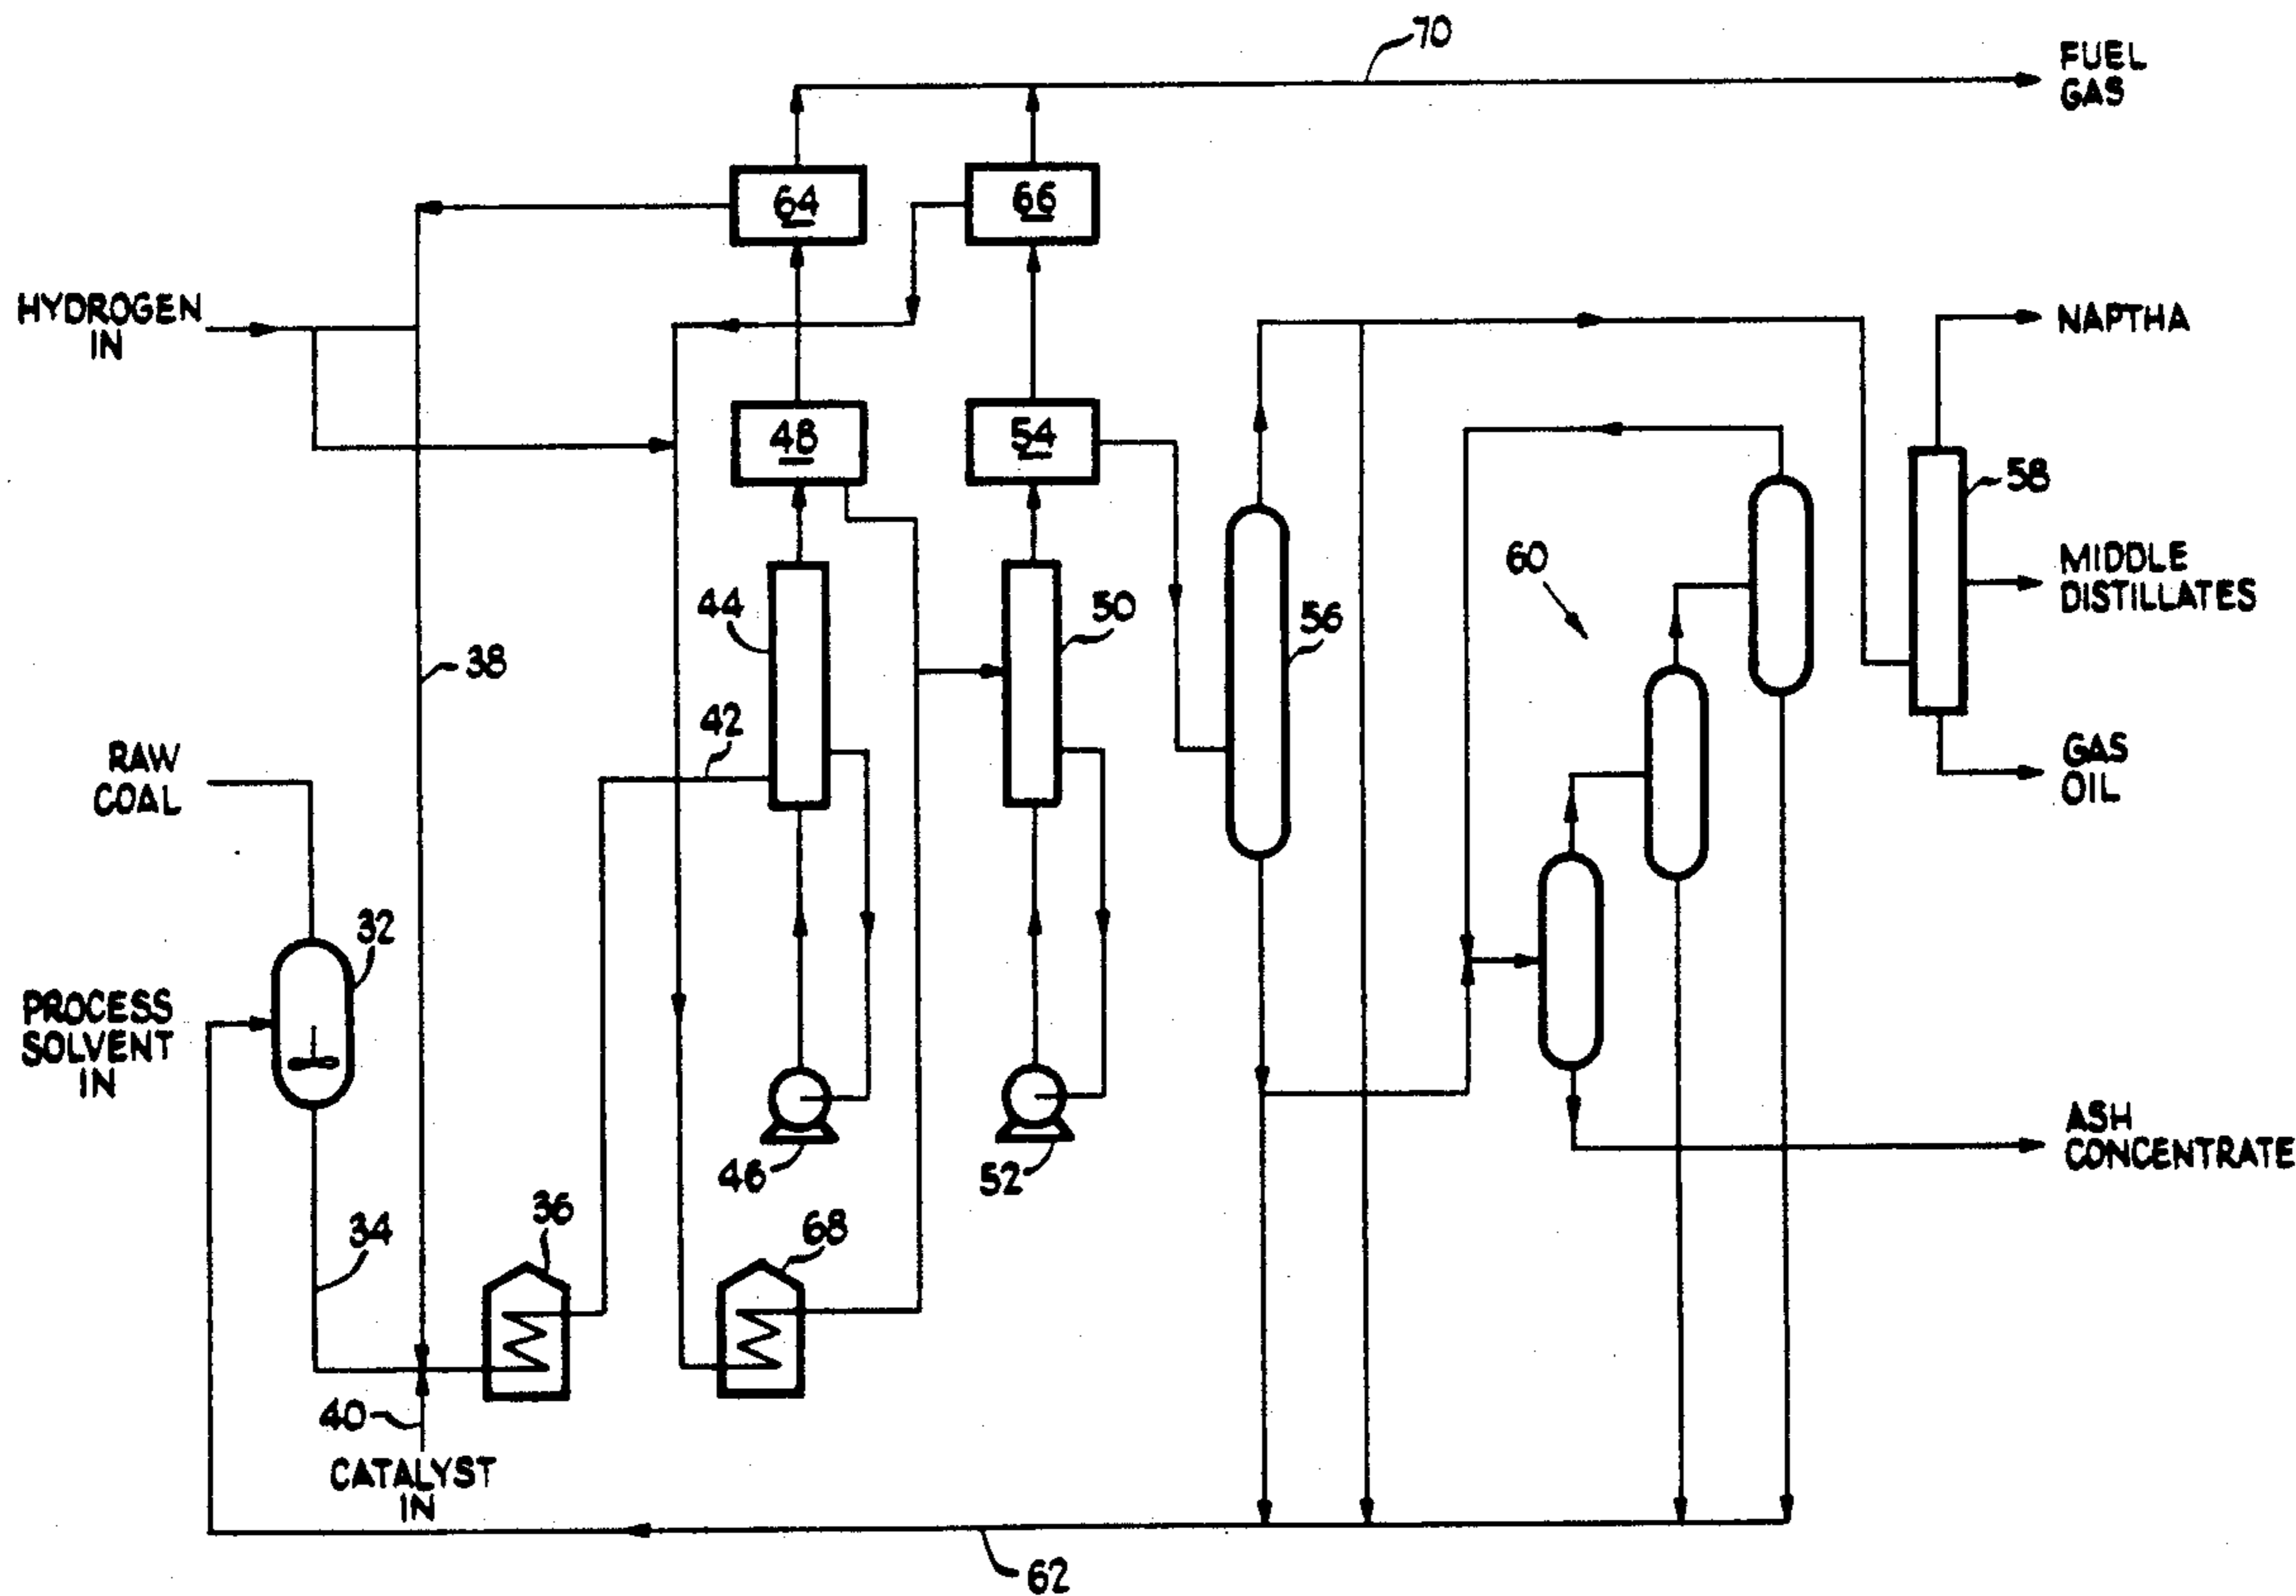 70
FUEL
GAS
64
66
HYDROGEN
IN
NAPTHA
48
54
58
44
50
60
56
MIDDLE
DISTILLATES
38
42
RAW
COAL
GAS
OIL
32
PROCESS
SOLVENT
IN
46
52
ASH
CONCENTRATE
34
36
68
40
CATALYST
IN
62